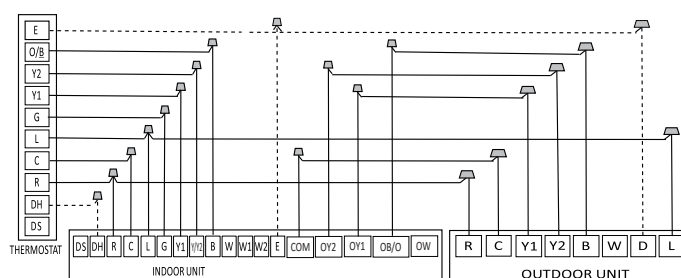 E
O/B
Y2
Y1
G
L
C
R
DH
DS
THERMOSTAT
DS DH R C L G Y1 Y/Y2 B W W1 W2 E COM OY2 OY1 OB/O OW
INDOOR UNIT
R C Y1 Y2 B W D L
OUTDOOR UNIT